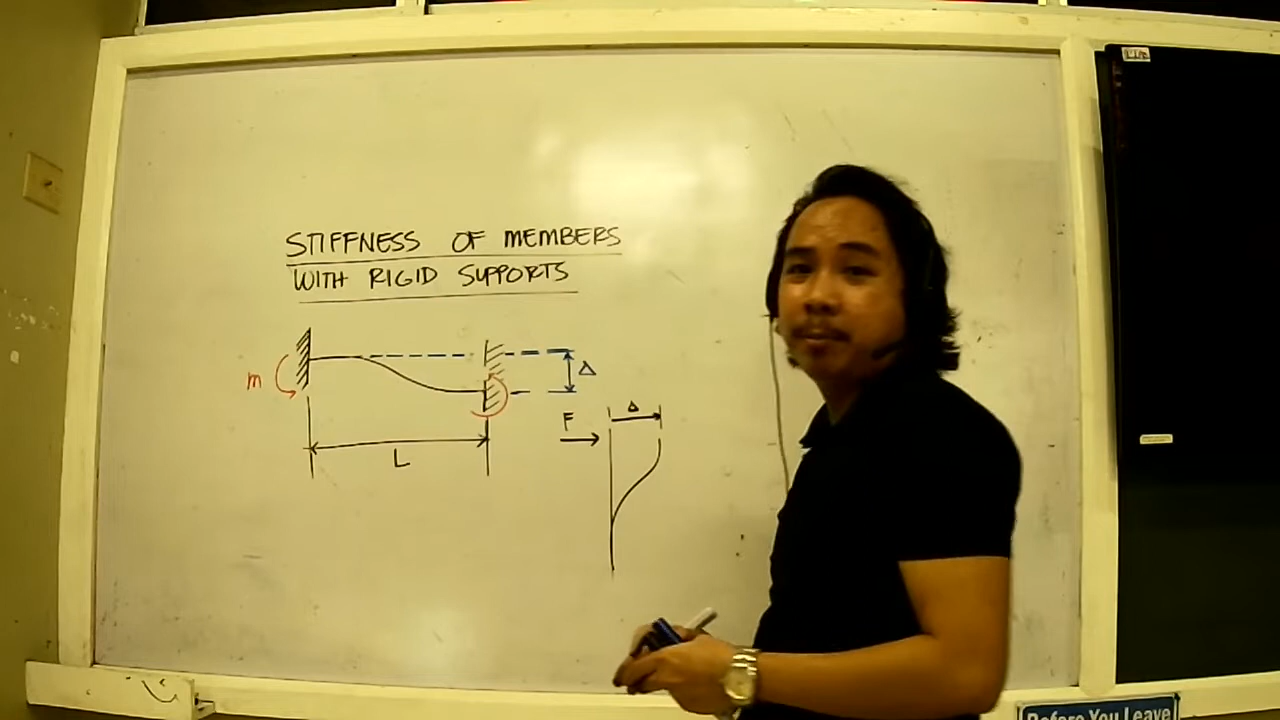 STIFFNESS OF MEMBERS
WITH RIGID SUPPORTS
m
Δ
L
F
Δ
Before You Leave